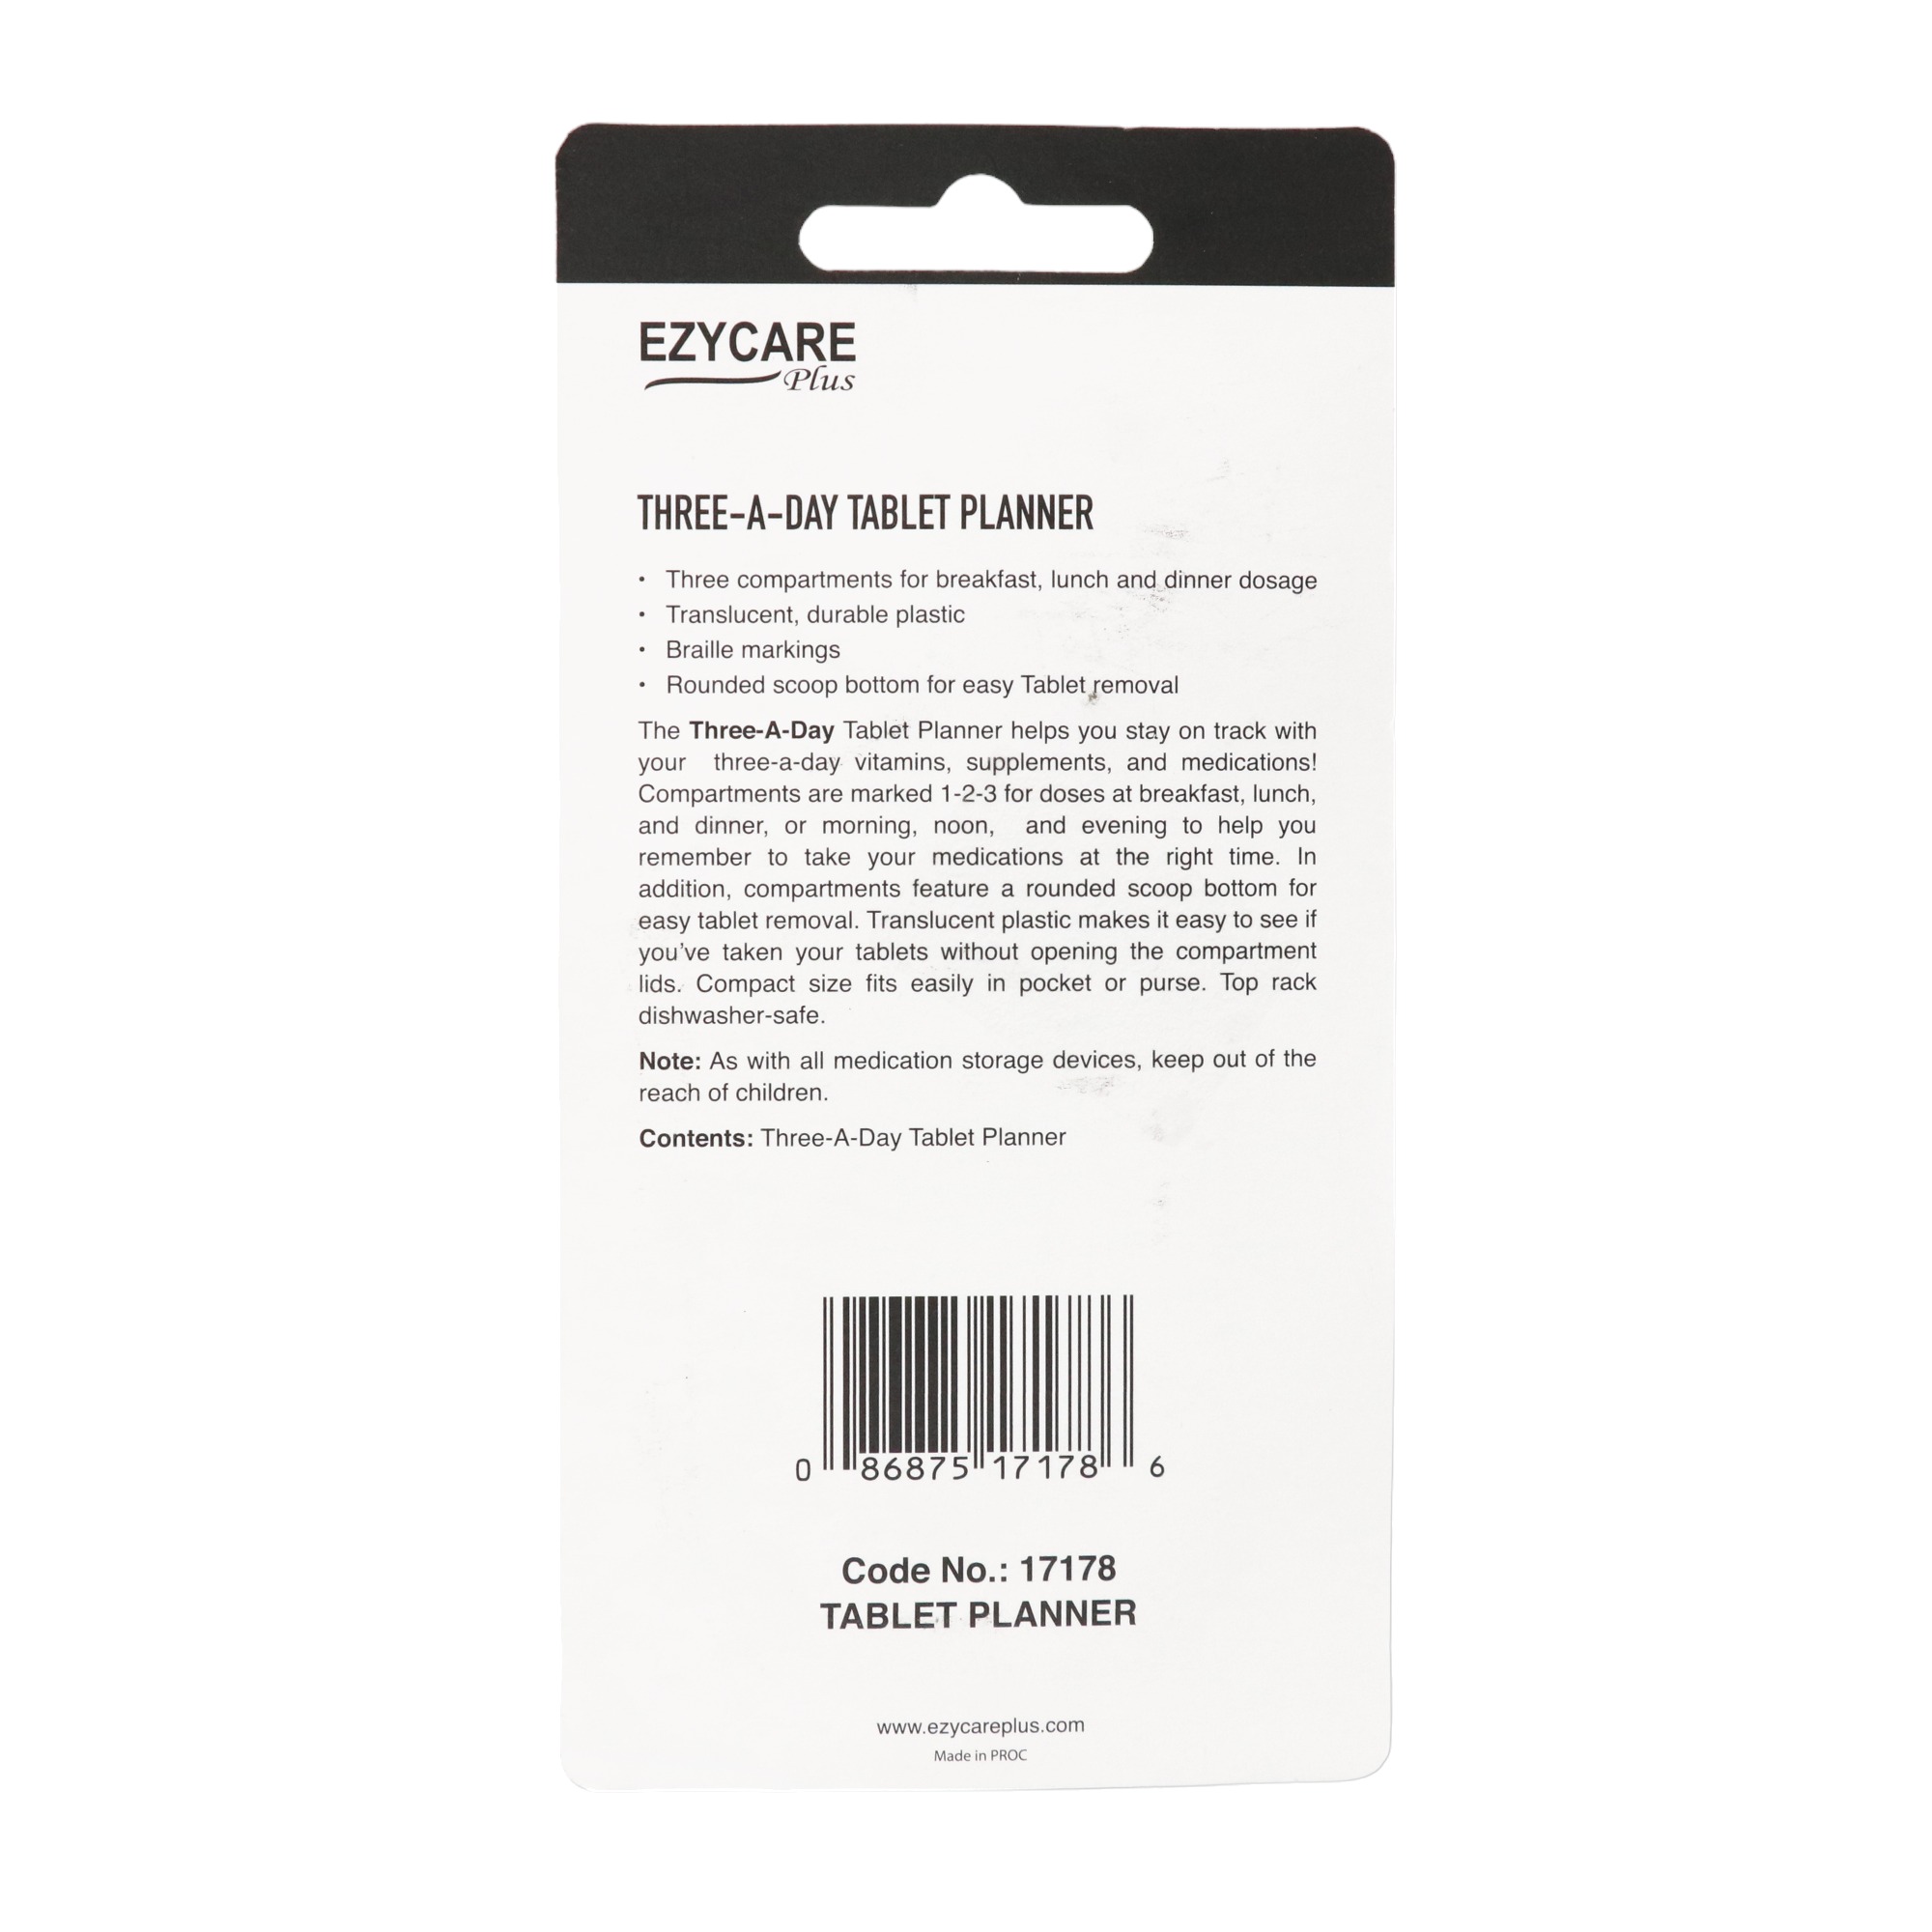 EZYCARE
Plus
THREE-A-DAY TABLET PLANNER
• Three compartments for breakfast, lunch and dinner dosage
• Translucent, durable plastic
• Braille markings
• Rounded scoop bottom for easy Tablet removal
The Three-A-Day Tablet Planner helps you stay on track with
your three-a-day vitamins, supplements, and medications!
Compartments are marked 1-2-3 for doses at breakfast, lunch,
and dinner, or morning, noon, and evening to help you
remember to take your medications at the right time. In
addition, compartments feature a rounded scoop bottom for
easy tablet removal. Translucent plastic makes it easy to see if
you’ve taken your tablets without opening the compartment
lids. Compact size fits easily in pocket or purse. Top rack
dishwasher-safe.
Note: As with all medication storage devices, keep out of the
reach of children.
Contents: Three-A-Day Tablet Planner
0 86875 17178 6
Code No.: 17178
TABLET PLANNER
www.ezycareplus.com
Made in PROC